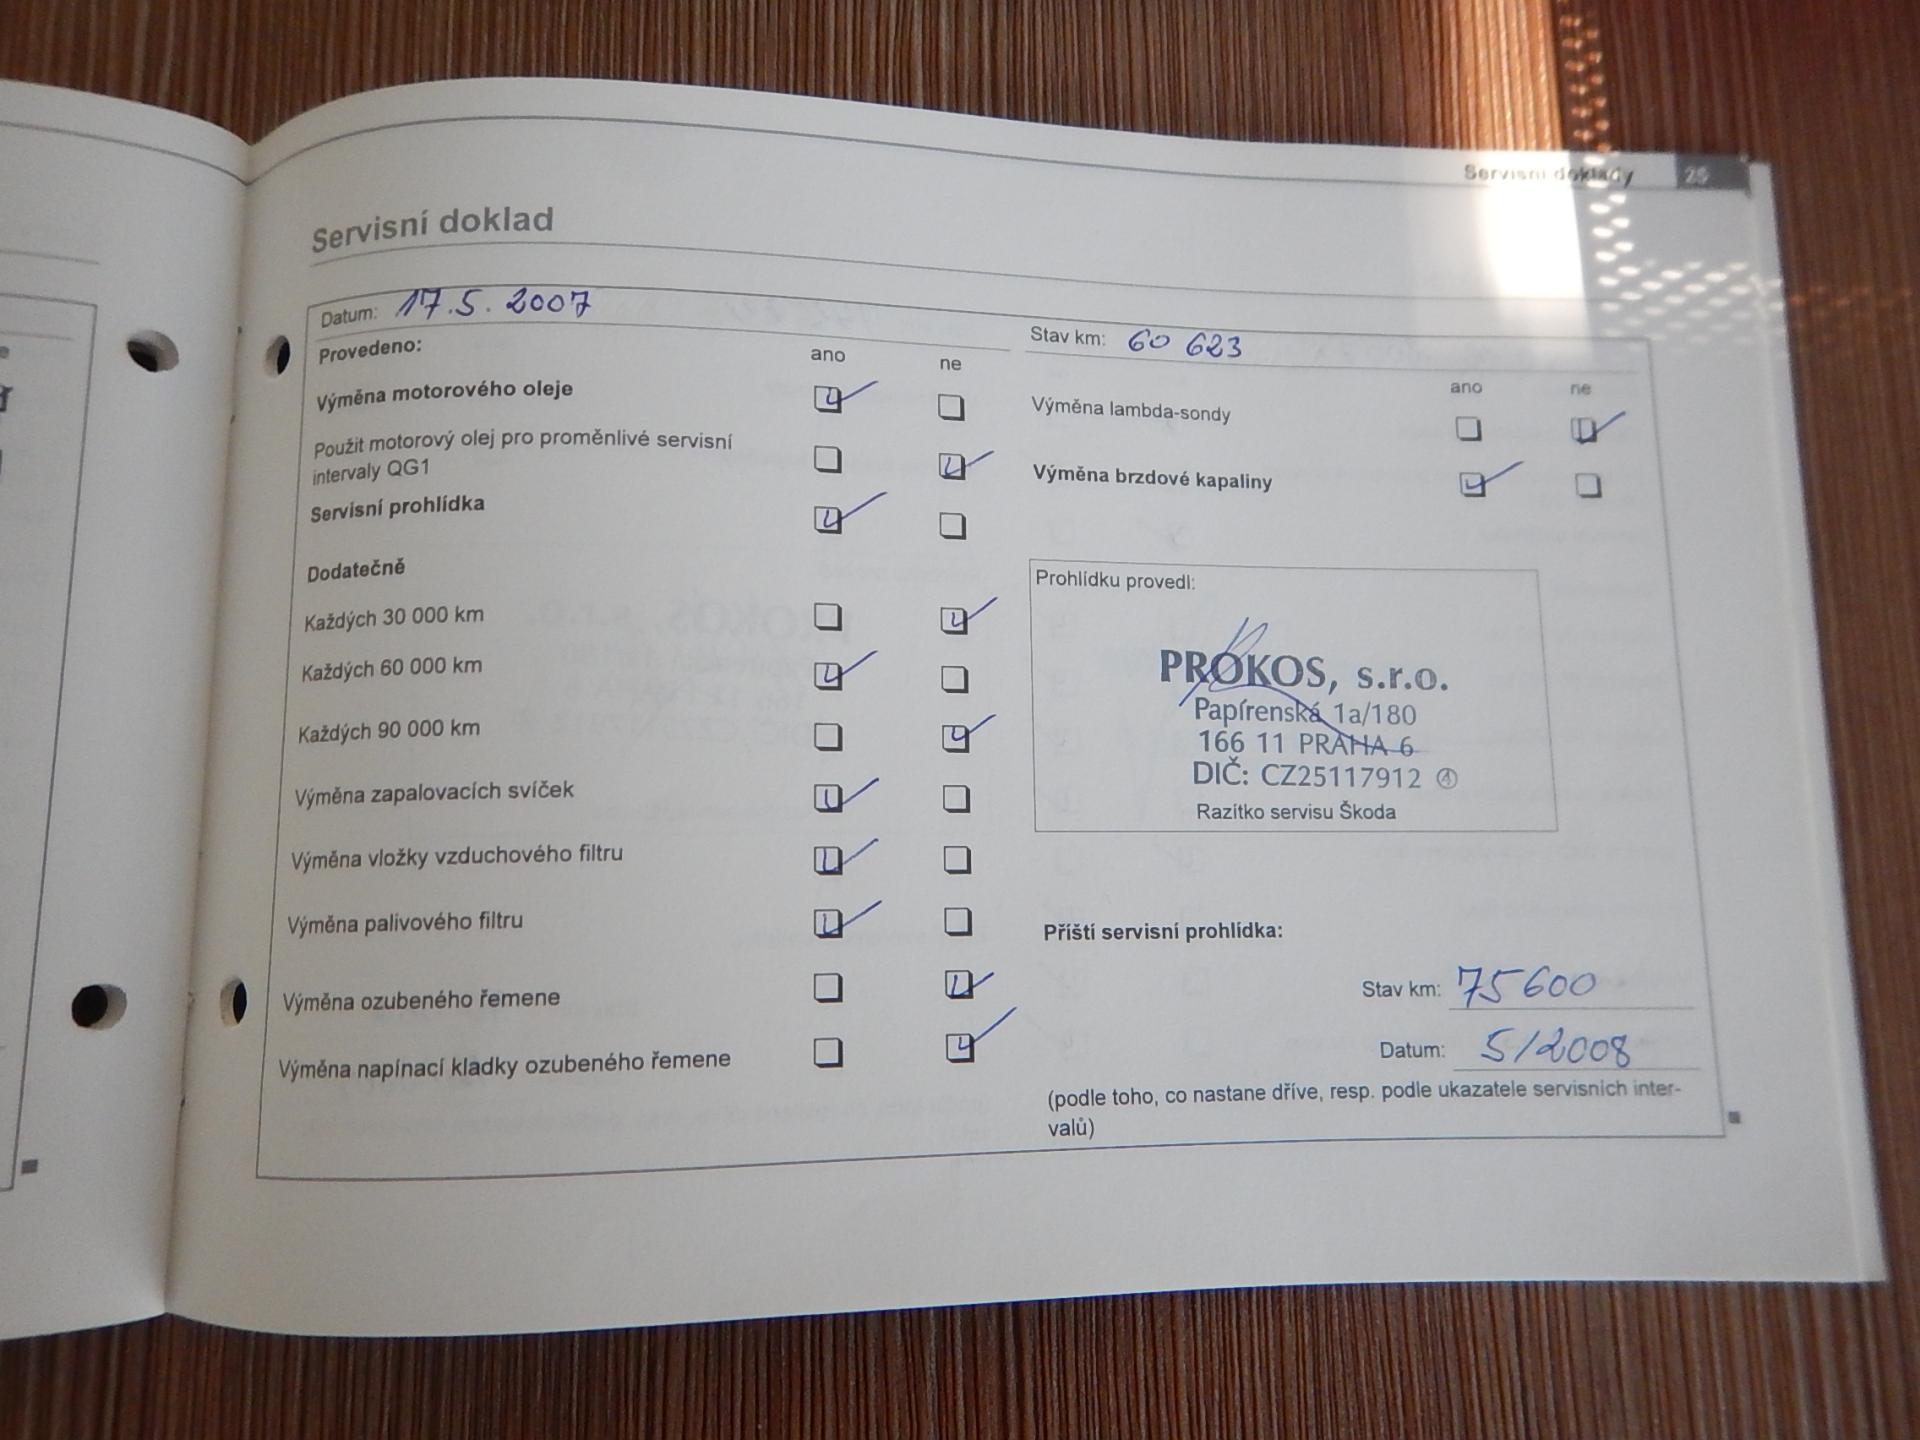 Servisní doklady 25
Servisní doklad
Datum: 17.5.2007
Provedeno:
ano ne
Výměna motorového oleje
Použit motorový olej pro proměnlivé servisní
intervaly QG1
Servisní prohlídka
Dodatečně
Každých 30 000 km
Každých 60 000 km
Každých 90 000 km
Výměna zapalovacích svíček
Výměna vložky vzduchového filtru
Výměna palivového filtru
Výměna ozubeného řemene
Výměna napínací kladky ozubeného řemene
Stav km: 60 623
ano ne
Výměna lambda-sondy
Výměna brzdové kapaliny
Prohlídku provedl:
PROKOS, s.r.o.
Papírenská 1a/180
166 11 PRAHA 6
DIČ: CZ25117912 ④
Razítko servisu Škoda
Příští servisní prohlídka:
Stav km: 75600
Datum: 5/2008
(podle toho, co nastane dříve, resp. podle ukazatele servisních inter-
valů)